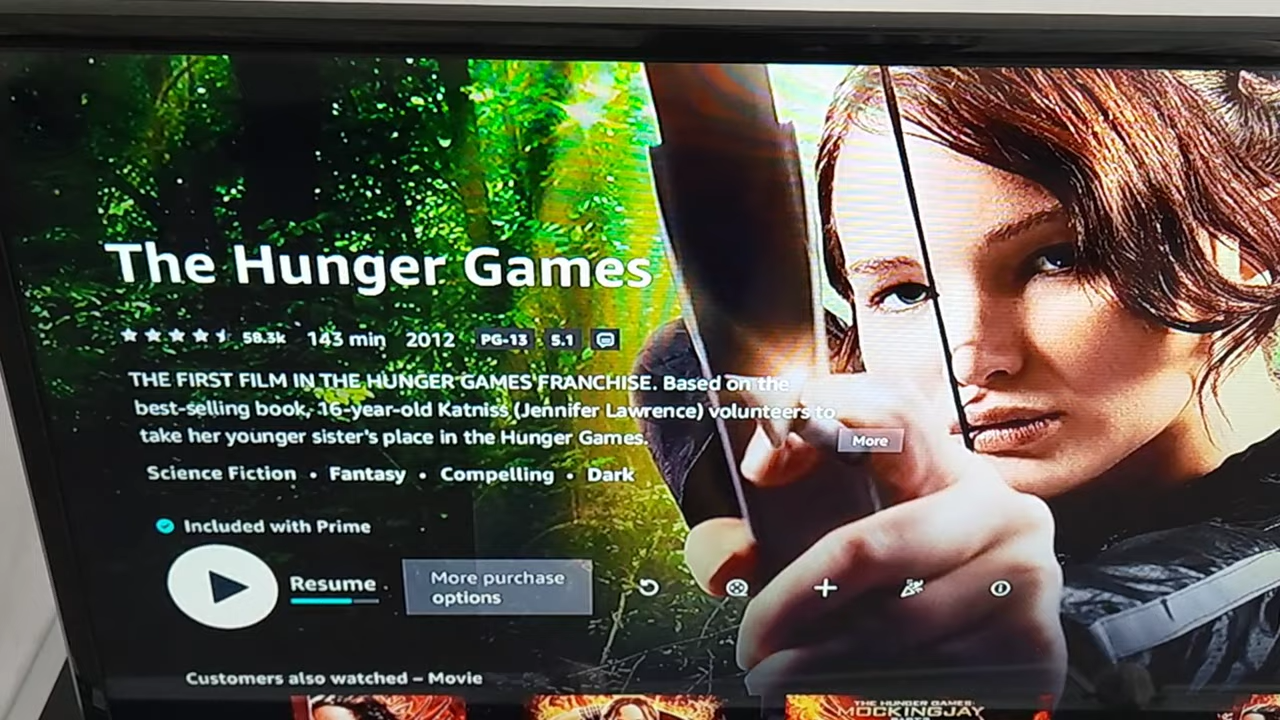 The Hunger Games
58.3k 143 min 2012 PG-13 5.1
THE FIRST FILM IN THE HUNGER GAMES FRANCHISE. Based on the
best-selling book, 16-year-old Katniss (Jennifer Lawrence) volunteers to
take her younger sister's place in the Hunger Games.
More
Science Fiction • Fantasy • Compelling • Dark
Included with Prime
Resume
More purchase
options
Customers also watched – Movie
THE HUNGER GAMES:
MOCKINGJAY